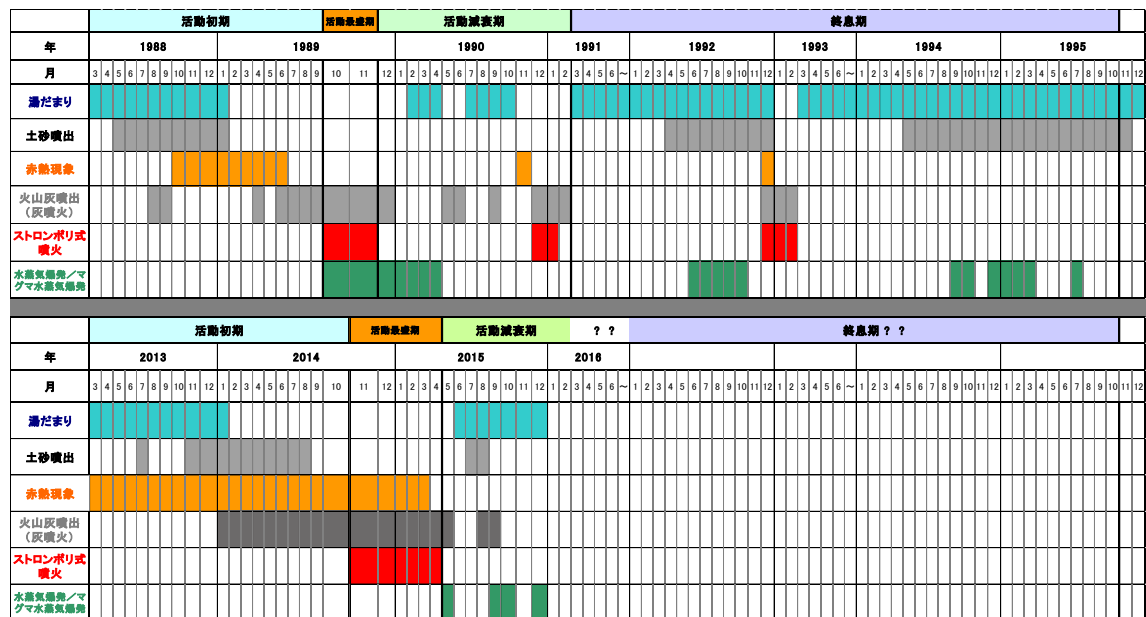 活動初期 活動最盛期 活動減衰期 終息期
年 1988 1989 1990 1991 1992 1993 1994 1995
月 3 4 5 6 7 8 9 10 11 12 1 2 3 4 5 6 7 8 9 10 11 12 1 2 3 4 5 6 7 8 9 10 11 12 1 2 3 4 5 6 ～ 1 2 3 4 5 6 7 8 9 10 11 12 1 2 3 4 5 6 ～ 1 2 3 4 5 6 7 8 9 10 11 12 1 2 3 4 5 6 7 8 9 10 11 12
湯だまり
土砂噴出
赤熱現象
火山灰噴出
（灰噴火）
ストロンボリ式
噴火
水蒸気爆発／マ
グマ水蒸気爆発
活動初期 活動最盛期 活動減衰期 ？ ？ 終息期 ？ ？
年 2013 2014 2015 2016
月 3 4 5 6 7 8 9 10 11 12 1 2 3 4 5 6 7 8 9 10 11 12 1 2 3 4 5 6 7 8 9 10 11 12 1 2 3 4 5 6 ～ 1 2 3 4 5 6 7 8 9 10 11 12 1 2 3 4 5 6 ～ 1 2 3 4 5 6 7 8 9 10 11 12 1 2 3 4 5 6 7 8 9 10 11 12
湯だまり
土砂噴出
赤熱現象
火山灰噴出
（灰噴火）
ストロンボリ式
噴火
水蒸気爆発／マ
グマ水蒸気爆発